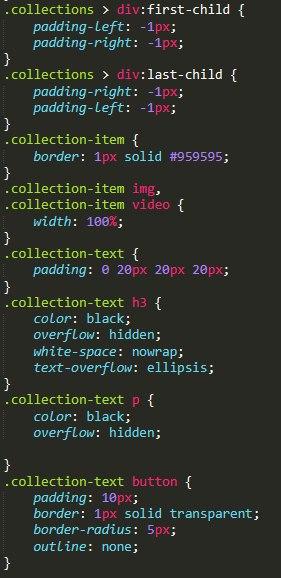 .collections > div:first-child {
    padding-left: -1px;
    padding-right: -1px;
}
.collections > div:last-child {
    padding-right: -1px;
    padding-left: -1px;
}
.collection-item {
    border: 1px solid #959595;
}
.collection-item img,
.collection-item video {
    width: 100%;
}
.collection-text {
    padding: 0 20px 20px 20px;
}
.collection-text h3 {
    color: black;
    overflow: hidden;
    white-space: nowrap;
    text-overflow: ellipsis;
}
.collection-text p {
    color: black;
    overflow: hidden;

}
.collection-text button {
    padding: 10px;
    border: 1px solid transparent;
    border-radius: 5px;
    outline: none;
}